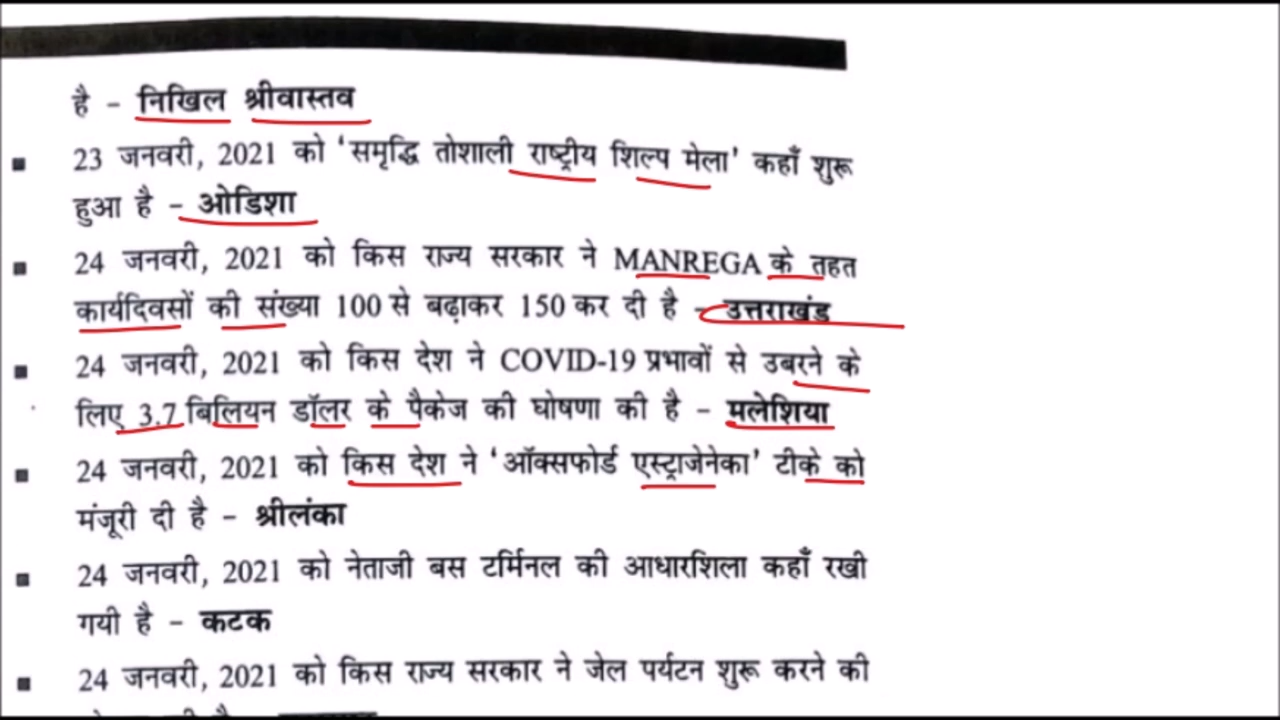 है - निखिल श्रीवास्तव
▪ 23 जनवरी, 2021 को 'समृद्धि तोशाली राष्ट्रीय शिल्प मेला' कहाँ शुरू
हुआ है - ओडिशा
▪ 24 जनवरी, 2021 को किस राज्य सरकार ने MANREGA के तहत
कार्यदिवसों की संख्या 100 से बढ़ाकर 150 कर दी है - उत्तराखंड
▪ 24 जनवरी, 2021 को किस देश ने COVID-19 प्रभावों से उबरने के
लिए 3.7 बिलियन डॉलर के पैकेज की घोषणा की है - मलेशिया
▪ 24 जनवरी, 2021 को किस देश ने 'ऑक्सफोर्ड एस्ट्राजेनेका' टीके को
मंजूरी दी है - श्रीलंका
▪ 24 जनवरी, 2021 को नेताजी बस टर्मिनल की आधारशिला कहाँ रखी
गयी है - कटक
▪ 24 जनवरी, 2021 को किस राज्य सरकार ने जेल पर्यटन शुरू करने की